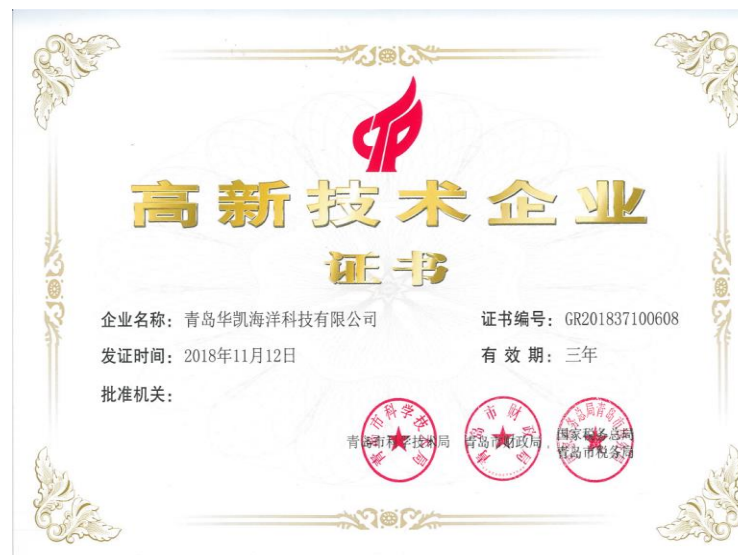 高新技术企业
证书
企业名称：青岛华凯海洋科技有限公司
证书编号：GR201837100608
发证时间：2018年11月12日
有效期：三年
批准机关：
青岛市科学技术局
青岛市财政局
国家税务总局
青岛市税务局